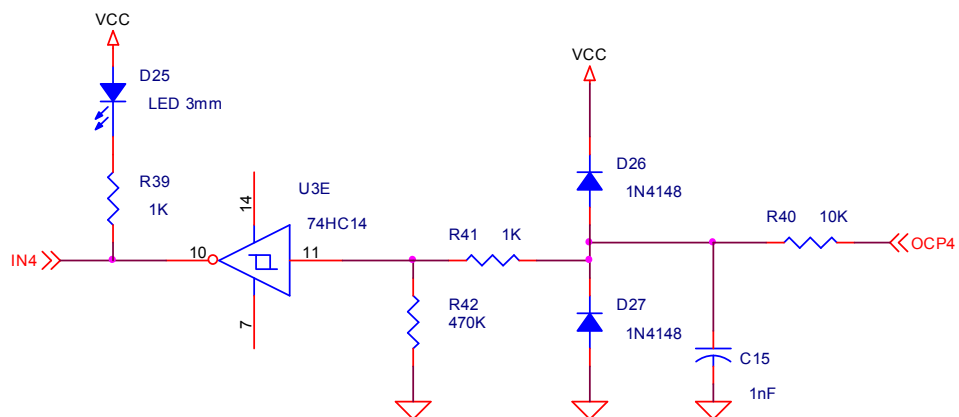 VCC
D25
LED 3mm
R39
1K
IN4
10
14
7
U3E
74HC14
11
R41 1K
R42
470K
VCC
D26
1N4148
D27
1N4148
R40 10K
OCP4
C15
1nF